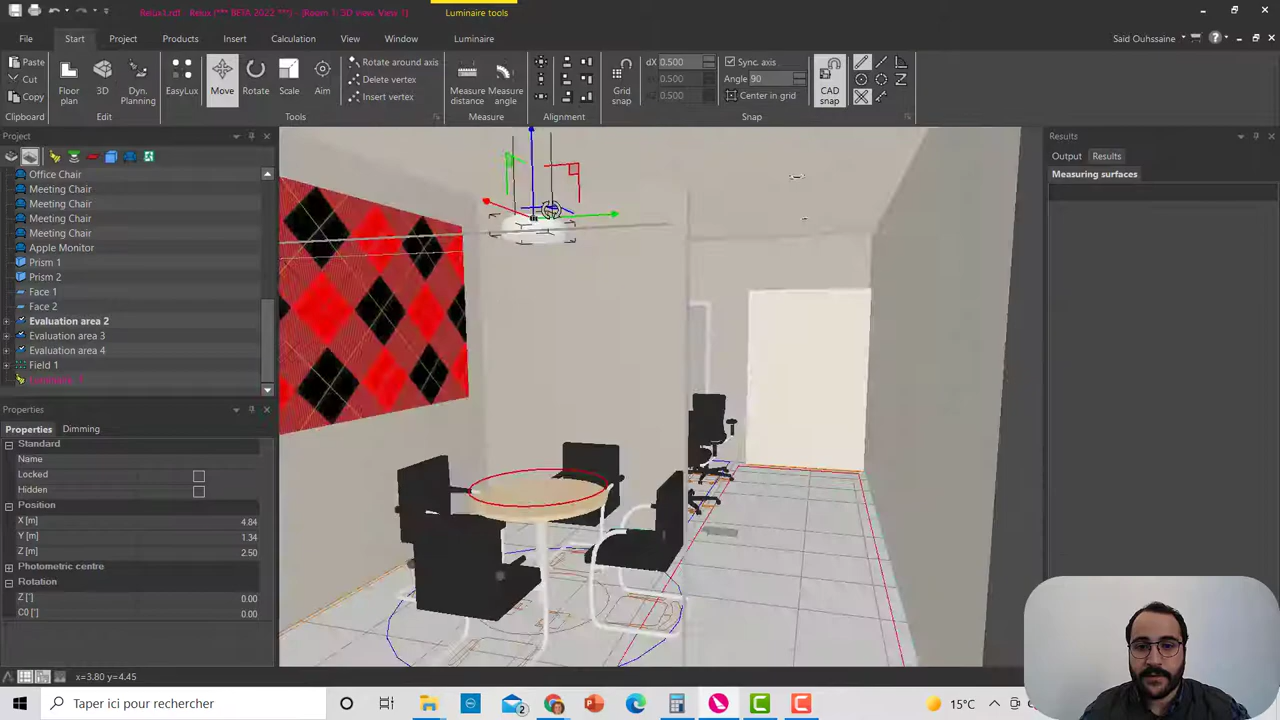 Relux1.rdf - Relux (*** BETA 2022 ***) - [Room 1: 3D view, View 1]
Luminaire tools
File
Start
Project
Products
Insert
Calculation
View
Window
Luminaire
Said Ouhssaine
Paste
Cut
Copy
Clipboard
Floor
plan
3D
Dyn.
Planning
Edit
EasyLux
Move
Rotate
Scale
Aim
Rotate around axis
Delete vertex
Insert vertex
Tools
Measure
distance
Measure
angle
Measure
Alignment
Grid
snap
dX 0.500
0.500
0.500
Sync. axis
Angle 90
Center in grid
CAD
snap
Snap
Project
Office Chair
Meeting Chair
Meeting Chair
Meeting Chair
Meeting Chair
Apple Monitor
Prism 1
Prism 2
Face 1
Face 2
Evaluation area 2
Evaluation area 3
Evaluation area 4
Field 1
Properties
Properties
Dimming
Standard
Name
Locked
Hidden
Position
X [m] 4.84
Y [m] 1.34
Z [m] 2.50
Photometric centre
Rotation
Z [°] 0.00
C0 [°] 0.00
Results
Output
Results
Measuring surfaces
x=3.80 y=4.45
Tapez ici pour rechercher
2
15°C